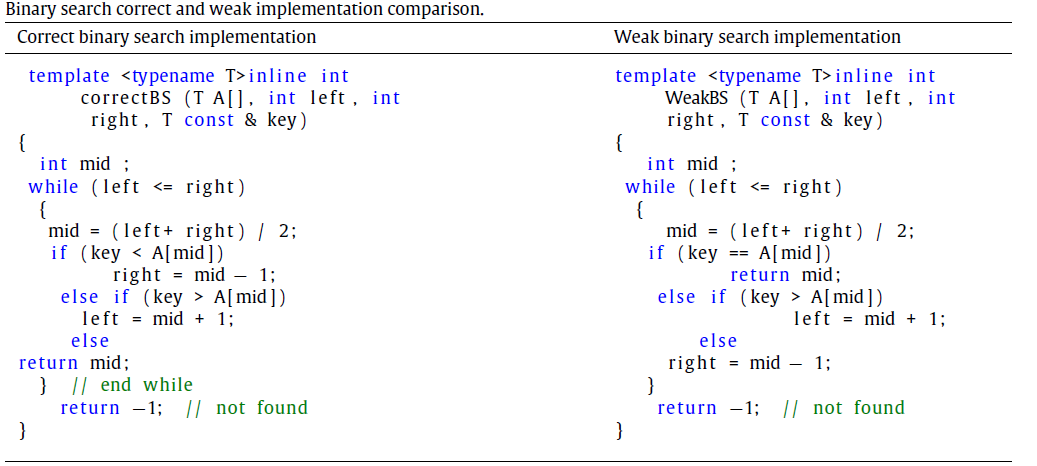 Binary search correct and weak implementation comparison.
Correct binary search implementation
template <typename T>inline int
correctBS (T A[], int left, int
right, T const & key)
{
int mid ;
while (left <= right)
{
mid = (left+ right) / 2;
if (key < A[mid])
right = mid – 1;
else if (key > A[mid])
left = mid + 1;
else
return mid;
} // end while
return –1; // not found
}
Weak binary search implementation
template <typename T>inline int
WeakBS (T A[], int left, int
right, T const & key)
{
int mid ;
while (left <= right)
{
mid = (left+ right) / 2;
if (key == A[mid])
return mid;
else if (key > A[mid])
left = mid + 1;
else
right = mid – 1;
}
return –1; // not found
}